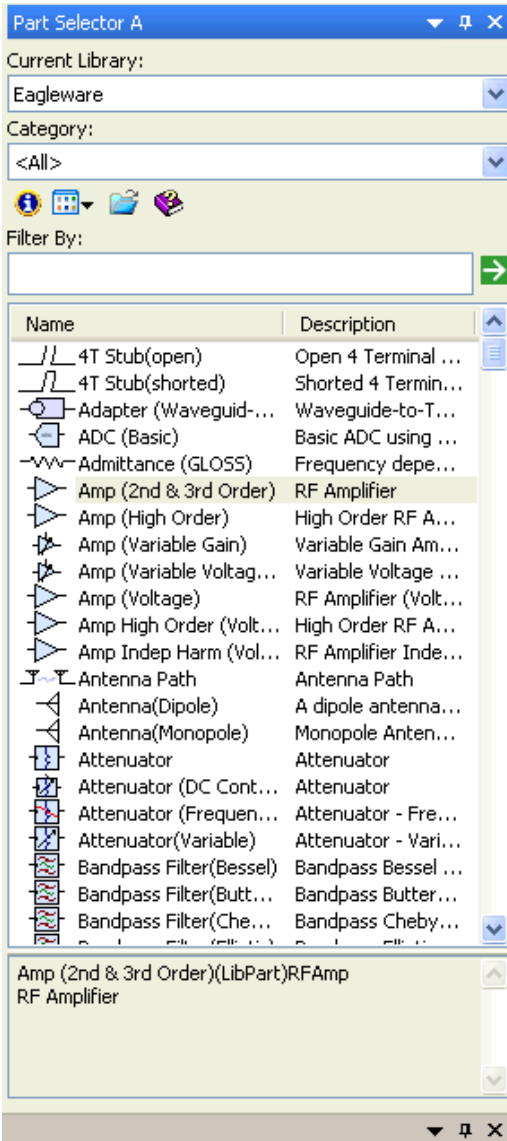 Part Selector A
Current Library:
Eagleware
Category:
<All>
Filter By:
Name Description
4T Stub(open) Open 4 Terminal ...
4T Stub(shorted) Shorted 4 Termin...
Adapter (Waveguid-... Waveguide-to-T...
ADC (Basic) Basic ADC using ...
Admittance (GLOSS) Frequency depe...
Amp (2nd & 3rd Order) RF Amplifier
Amp (High Order) High Order RF A...
Amp (Variable Gain) Variable Gain Am...
Amp (Variable Voltag... Variable Voltage ...
Amp (Voltage) RF Amplifier (Volt...
Amp High Order (Volt... High Order RF A...
Amp Indep Harm (Vol... RF Amplifier Inde...
Antenna Path Antenna Path
Antenna(Dipole) A dipole antenna...
Antenna(Monopole) Monopole Anten...
Attenuator Attenuator
Attenuator (DC Cont... Attenuator
Attenuator (Frequen... Attenuator - Fre...
Attenuator(Variable) Attenuator - Vari...
Bandpass Filter(Bessel) Bandpass Bessel ...
Bandpass Filter(Butt... Bandpass Butter...
Bandpass Filter(Che... Bandpass Cheby...
Amp (2nd & 3rd Order)(LibPart)RFAmp
RF Amplifier